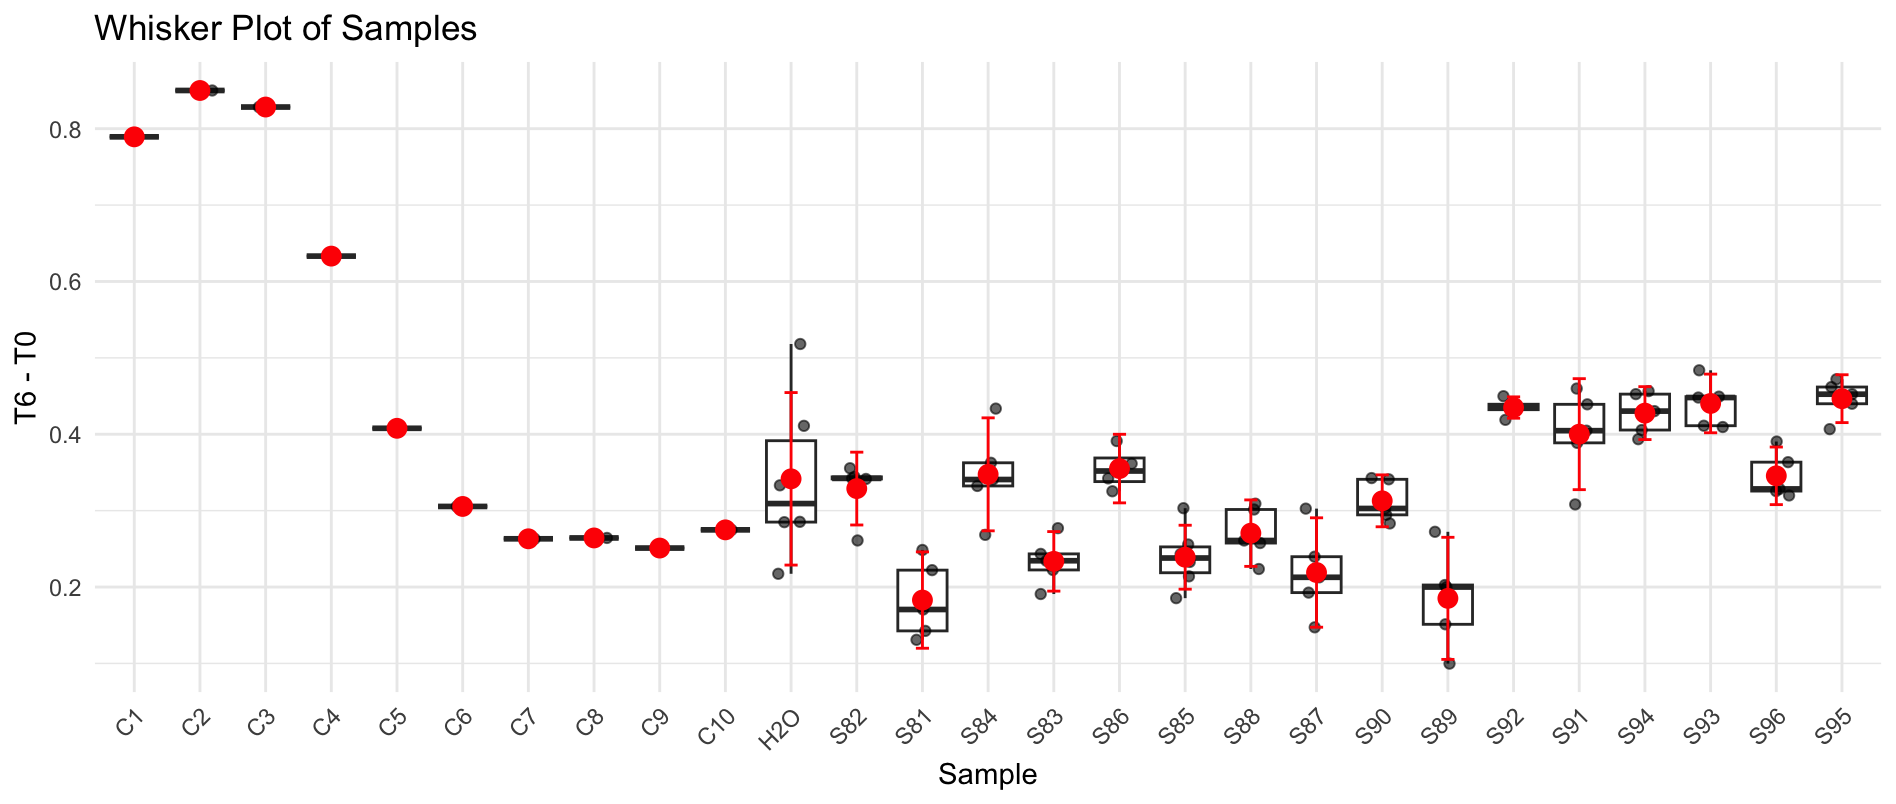 Whisker Plot of Samples
T6 - T0
0.8
0.6
0.4
0.2
C1 C2 C3 C4 C5 C6 C7 C8 C9 C10 H2O S82 S81 S84 S83 S86 S85 S88 S87 S90 S89 S92 S91 S94 S93 S96 S95
Sample